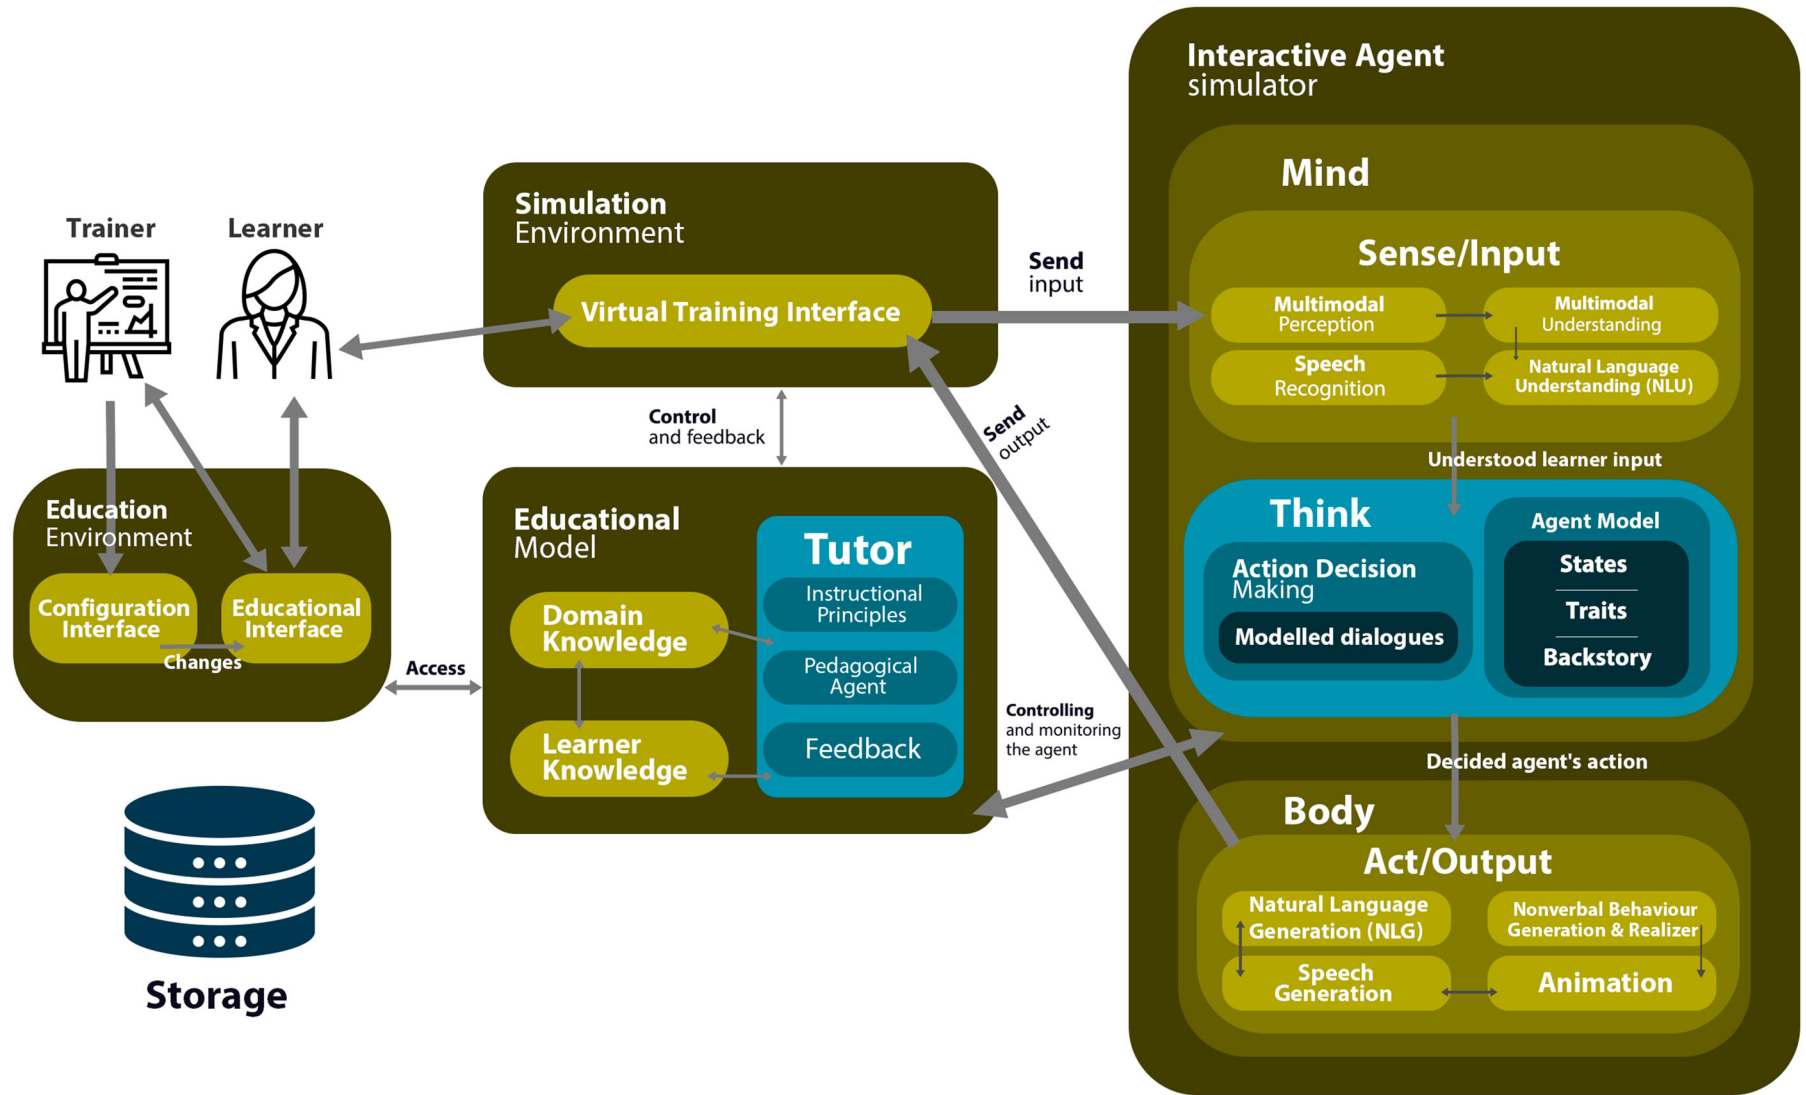 Trainer
Learner
Education
Environment
Configuration
Interface
Educational
Interface
Changes
Access
Storage
Simulation
Environment
Virtual Training Interface
Control
and feedback
Educational
Model
Domain
Knowledge
Learner
Knowledge
Tutor
Instructional
Principles
Pedagogical
Agent
Feedback
Send
input
Send
output
Controlling
and monitoring
the agent
Interactive Agent
simulator
Mind
Sense/Input
Multimodal
Perception
Multimodal
Understanding
Speech
Recognition
Natural Language
Understanding (NLU)
Understood learner input
Think
Action Decision
Making
Modelled dialogues
Agent Model
States
Traits
Backstory
Decided agent's action
Body
Act/Output
Natural Language
Generation (NLG)
Nonverbal Behaviour
Generation & Realizer
Speech
Generation
Animation